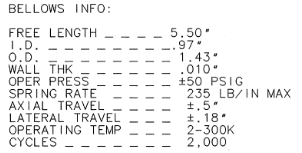 BELLOWS INFO:
FREE LENGTH _ _ _ _ 5.50"
I.D. _ _ _ _ _ _ _ _ .97"
O.D. _ _ _ _ _ _ _ _ 1.43"
WALL THK _ _ _ _ _ .010"
OPER PRESS _ _ _ _ ±50 PSIG
SPRING RATE _ _ _ 235 LB/IN MAX
AXIAL TRAVEL _ _ _ ±.5"
LATERAL TRAVEL _ _ ±.18"
OPERATING TEMP _ _ 2-300K
CYCLES _ _ _ _ _ _ 2,000